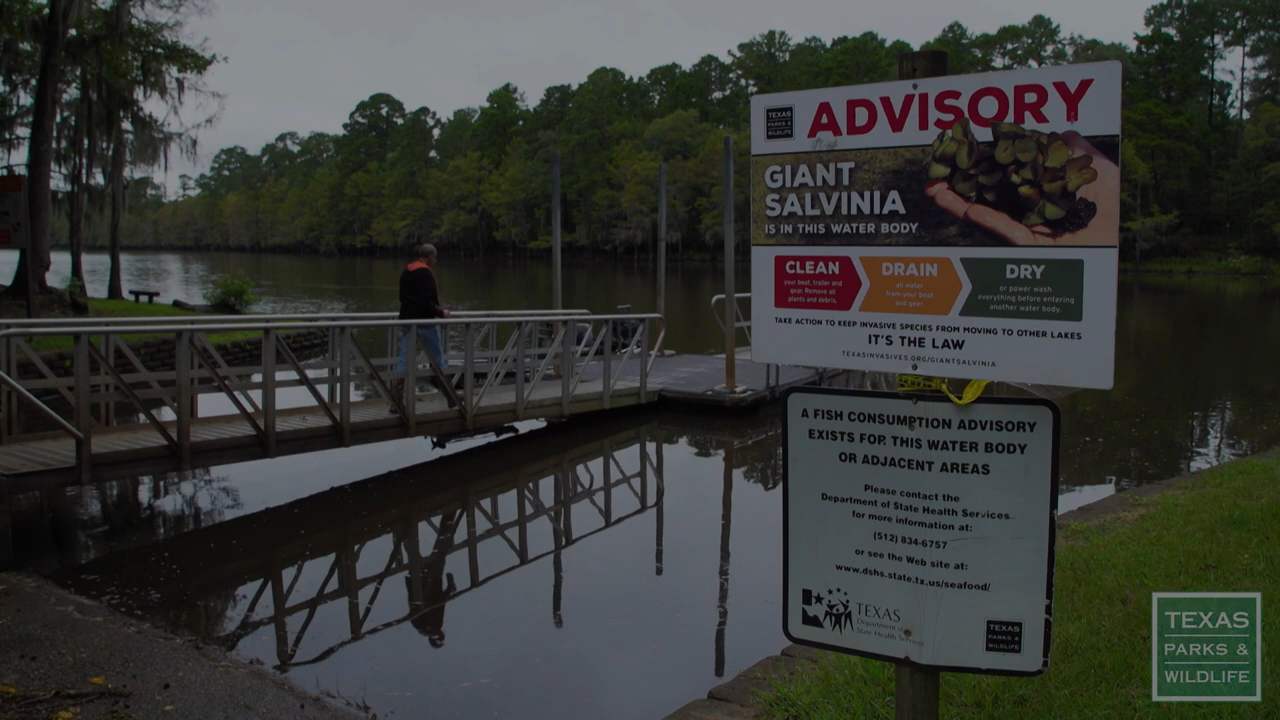 TEXAS
PARKS &
WILDLIFE
ADVISORY
GIANT
SALVINIA
IS IN THIS WATER BODY
CLEAN
your boat, trailer and
gear. Remove all
plants and debris.
DRAIN
all water
from your boat
and gear.
DRY
or power wash
everything before entering
another water body.
TAKE ACTION TO KEEP INVASIVE SPECIES FROM MOVING TO OTHER LAKES
IT'S THE LAW
TEXASINVASIVES.ORG/GIANTSALVINIA
A FISH CONSUMPTION ADVISORY
EXISTS FOR THIS WATER BODY
OR ADJACENT AREAS
Please contact the
Department of State Health Services
for more information at:
(512) 834-6757
or see the Web site at:
www.dshs.state.tx.us/seafood/
TEXAS
Department of
State Health Services
TEXAS
PARKS &
WILDLIFE
TEXAS
PARKS &
WILDLIFE